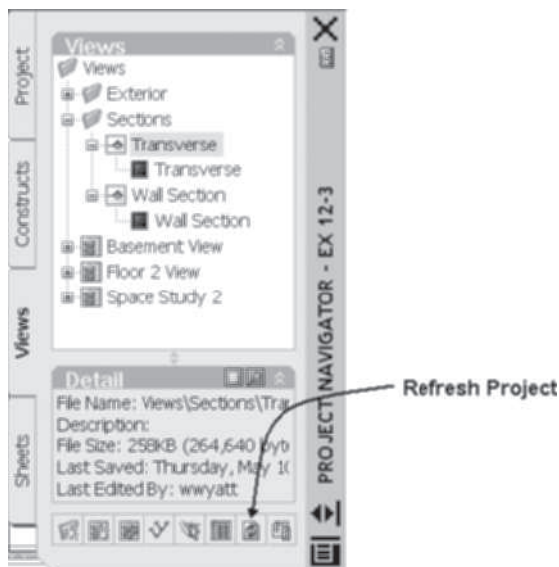 Project
Constructs
Views
Sheets
Views
Views
Exterior
Sections
Transverse
Transverse
Wall Section
Wall Section
Basement View
Floor 2 View
Space Study 2
Detail
File Name: Views\Sections\Tra
Description:
File Size: 258KB (264,640 byt
Last Saved: Thursday, May 10
Last Edited By: wwyatt
PROJECT NAVIGATOR - EX 12-3
Refresh Project